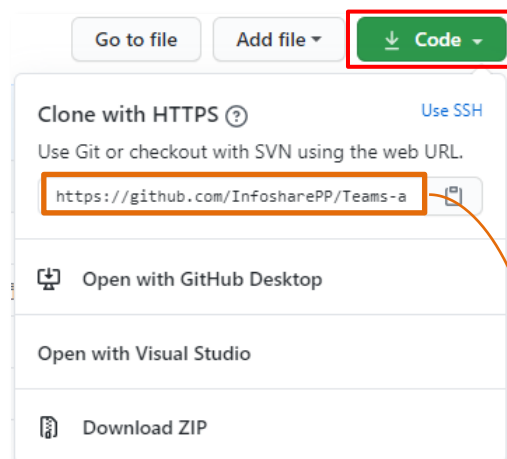 Go to file Add file Code
Clone with HTTPS ? Use SSH
Use Git or checkout with SVN using the web URL.
https://github.com/InfosharePP/Teams-a
Open with GitHub Desktop
Open with Visual Studio
Download ZIP